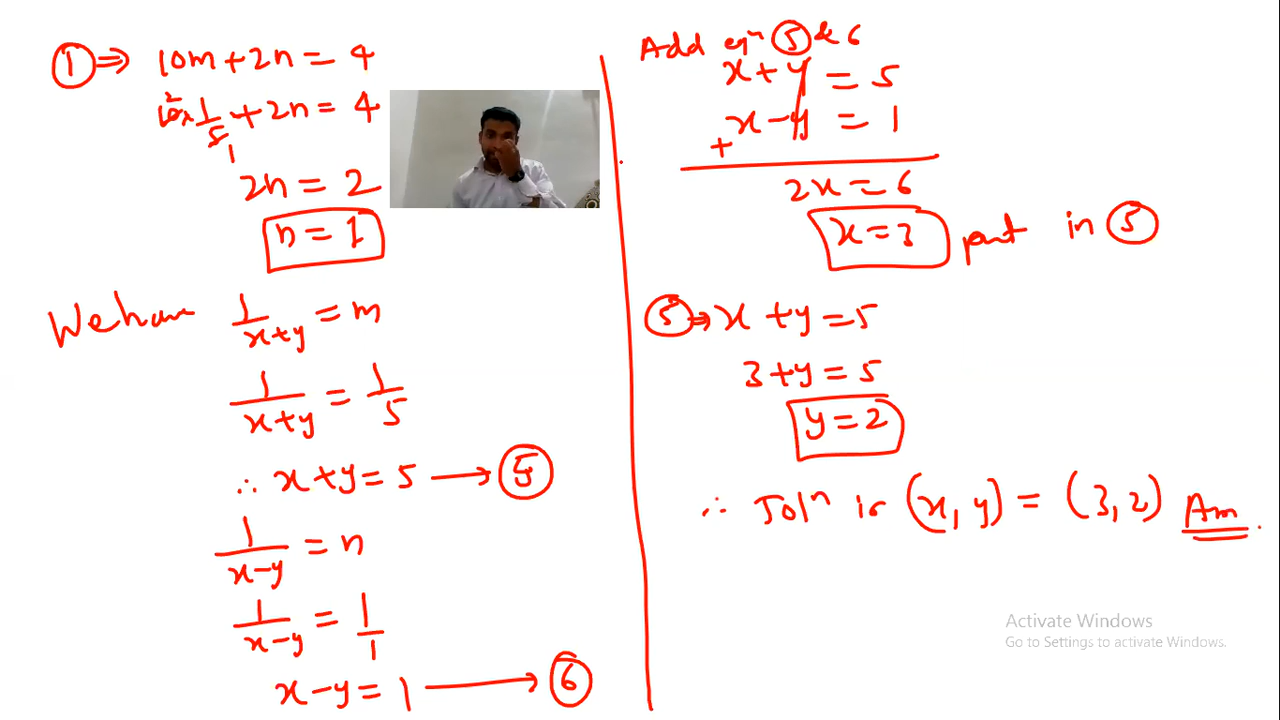 ① ⇒ 10m + 2n = 4
10 × 1/5 + 2n = 4
2n = 2
n = 1
We have 1/(x+y) = m
1/(x+y) = 1/5
∴ x + y = 5 → ⑤
1/(x−y) = n
1/(x−y) = 1/1
x − y = 1 → ⑥
Add eqⁿ ⑤ & 6
x + y = 5
+ x − y = 1
2x = 6
x = 3 put in ⑤
⑤ ⇒ x + y = 5
3 + y = 5
y = 2
∴ Solⁿ is (x, y) = (3, 2) Ans.
Activate Windows
Go to Settings to activate Windows.